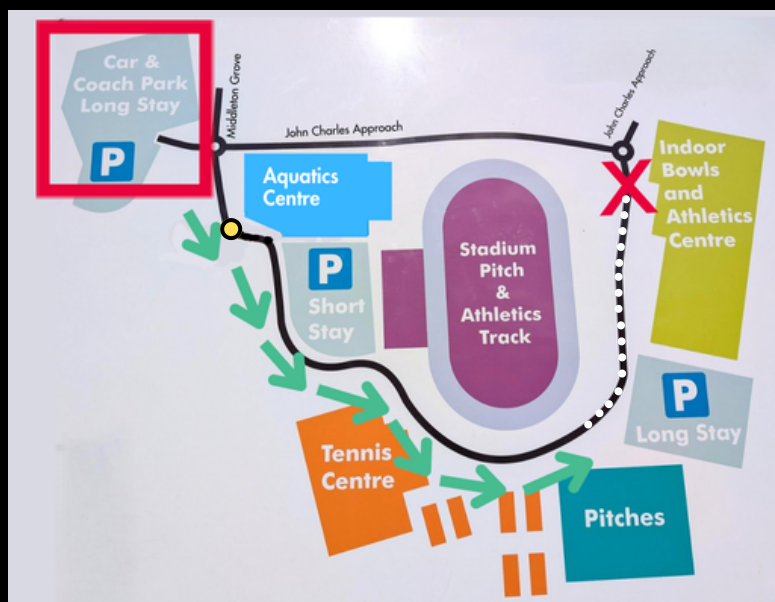 Car &
Coach Park
Long Stay
P
Middleton Grove
John Charles Approach
John Charles Approach
Aquatics
Centre
P
Short
Stay
Stadium
Pitch
&
Athletics
Track
Indoor
Bowls
and
Athletics
Centre
P
Long Stay
Tennis
Centre
Pitches